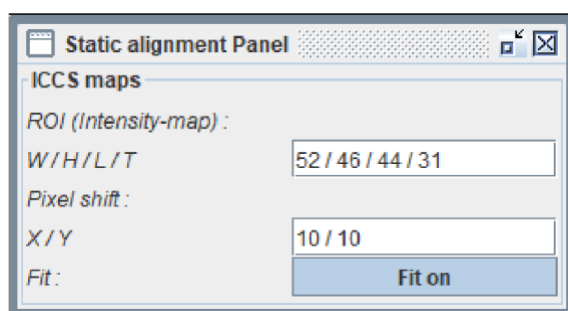 Static alignment Panel
ICCS maps
ROI (Intensity-map) :
W / H / L / T 52 / 46 / 44 / 31
Pixel shift :
X / Y 10 / 10
Fit : Fit on